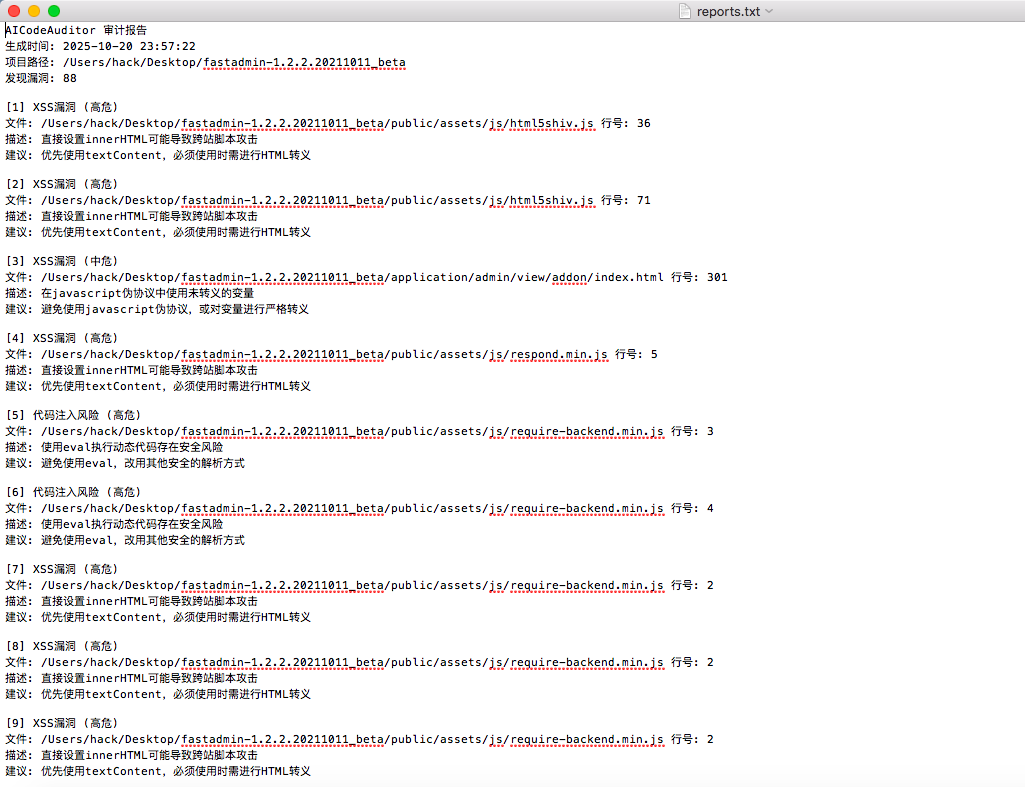 reports.txt
AICodeAuditor 审计报告
生成时间: 2025-10-20 23:57:22
项目路径: /Users/hack/Desktop/fastadmin-1.2.2.20211011_beta
发现漏洞: 88
[1] XSS漏洞 (高危)
文件: /Users/hack/Desktop/fastadmin-1.2.2.20211011_beta/public/assets/js/html5shiv.js 行号: 36
描述: 直接设置innerHTML可能导致跨站脚本攻击
建议: 优先使用textContent, 必须使用时需进行HTML转义
[2] XSS漏洞 (高危)
文件: /Users/hack/Desktop/fastadmin-1.2.2.20211011_beta/public/assets/js/html5shiv.js 行号: 71
描述: 直接设置innerHTML可能导致跨站脚本攻击
建议: 优先使用textContent, 必须使用时需进行HTML转义
[3] XSS漏洞 (中危)
文件: /Users/hack/Desktop/fastadmin-1.2.2.20211011_beta/application/admin/view/addon/index.html 行号: 301
描述: 在javascript伪协议中使用未转义的变量
建议: 避免使用javascript伪协议, 或对变量进行严格转义
[4] XSS漏洞 (高危)
文件: /Users/hack/Desktop/fastadmin-1.2.2.20211011_beta/public/assets/js/respond.min.js 行号: 5
描述: 直接设置innerHTML可能导致跨站脚本攻击
建议: 优先使用textContent, 必须使用时需进行HTML转义
[5] 代码注入风险 (高危)
文件: /Users/hack/Desktop/fastadmin-1.2.2.20211011_beta/public/assets/js/require-backend.min.js 行号: 3
描述: 使用eval执行动态代码存在安全风险
建议: 避免使用eval, 改用其他安全的解析方式
[6] 代码注入风险 (高危)
文件: /Users/hack/Desktop/fastadmin-1.2.2.20211011_beta/public/assets/js/require-backend.min.js 行号: 4
描述: 使用eval执行动态代码存在安全风险
建议: 避免使用eval, 改用其他安全的解析方式
[7] XSS漏洞 (高危)
文件: /Users/hack/Desktop/fastadmin-1.2.2.20211011_beta/public/assets/js/require-backend.min.js 行号: 2
描述: 直接设置innerHTML可能导致跨站脚本攻击
建议: 优先使用textContent, 必须使用时需进行HTML转义
[8] XSS漏洞 (高危)
文件: /Users/hack/Desktop/fastadmin-1.2.2.20211011_beta/public/assets/js/require-backend.min.js 行号: 2
描述: 直接设置innerHTML可能导致跨站脚本攻击
建议: 优先使用textContent, 必须使用时需进行HTML转义
[9] XSS漏洞 (高危)
文件: /Users/hack/Desktop/fastadmin-1.2.2.20211011_beta/public/assets/js/require-backend.min.js 行号: 2
描述: 直接设置innerHTML可能导致跨站脚本攻击
建议: 优先使用textContent, 必须使用时需进行HTML转义